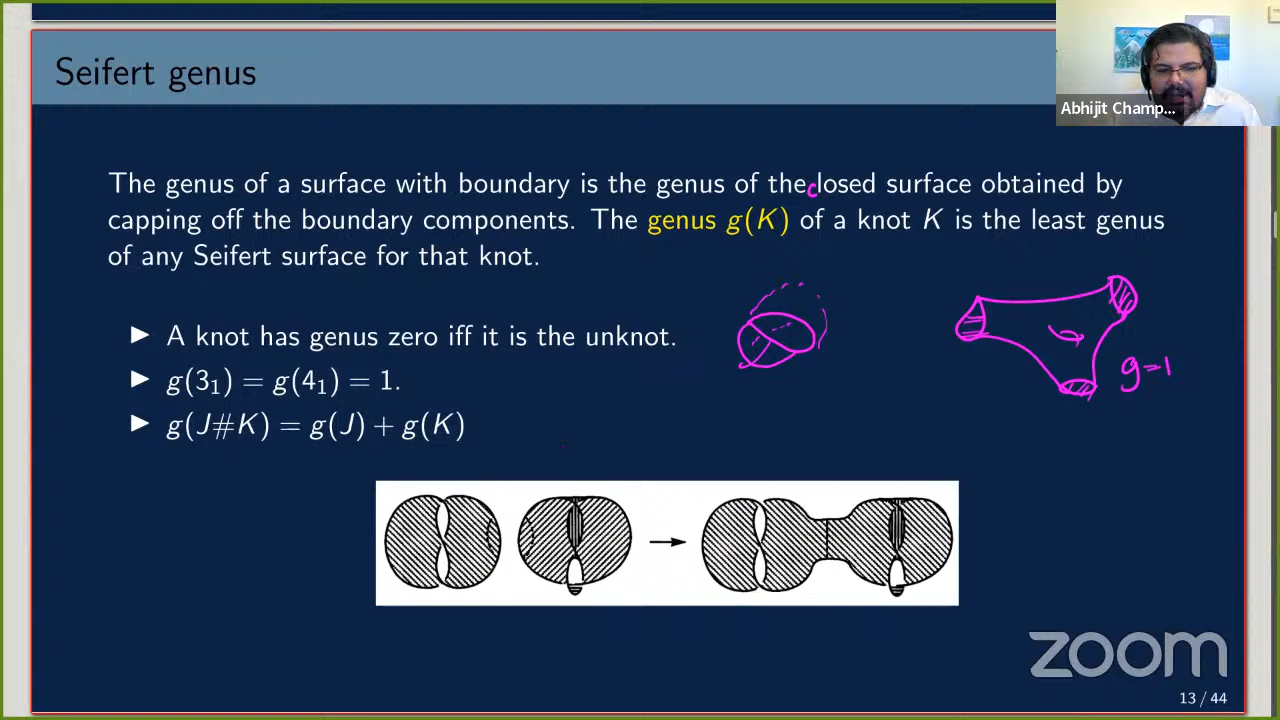 Seifert genus
Abhijit Champ...
The genus of a surface with boundary is the genus of the closed surface obtained by
capping off the boundary components. The genus g(K) of a knot K is the least genus
of any Seifert surface for that knot.
▶ A knot has genus zero iff it is the unknot.
▶ g(3₁) = g(4₁) = 1.
▶ g(J#K) = g(J) + g(K)
g=1
zoom
13 / 44